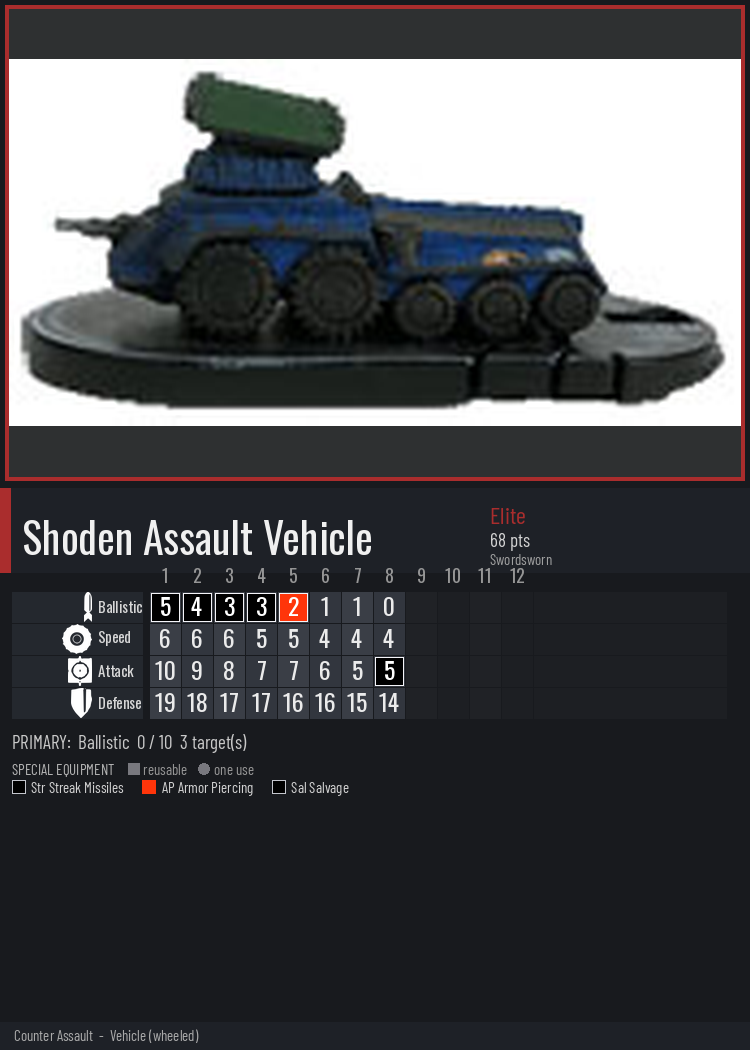 Shoden Assault Vehicle
Elite
68 pts
Swordsworn
1 2 3 4 5 6 7 8 9 10 11 12
Ballistic 5 4 3 3 2 1 1 0
Speed 6 6 6 5 5 4 4 4
Attack 10 9 8 7 7 6 5 5
Defense 19 18 17 17 16 16 15 14
PRIMARY: Ballistic 0 / 10 3 target(s)
SPECIAL EQUIPMENT reusable one use
Str Streak Missiles AP Armor Piercing Sal Salvage
Counter Assault - Vehicle (wheeled)